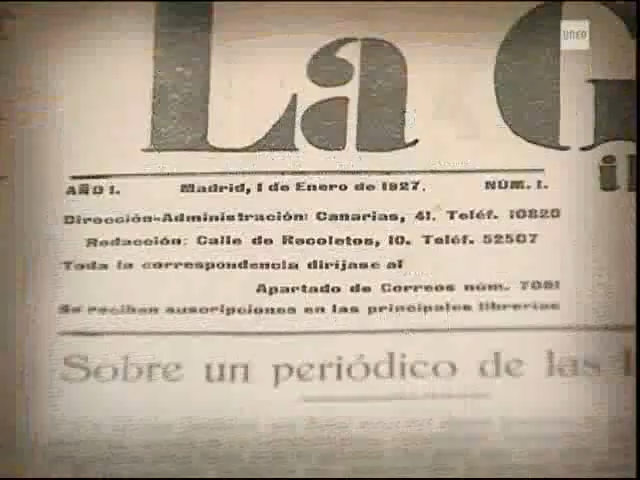 UNED
La G
AÑO I. Madrid, 1 de Enero de 1927. NÚM. 1.
Dirección-Administración: Canarias, 41. Teléf. 10820
Redacción: Calle de Recoletos, 10. Teléf. 52507
Toda la correspondencia diríjase al
Apartado de Correos núm. 7081
Se reciben suscripciones en las principales librerías
Sobre un periódico de las